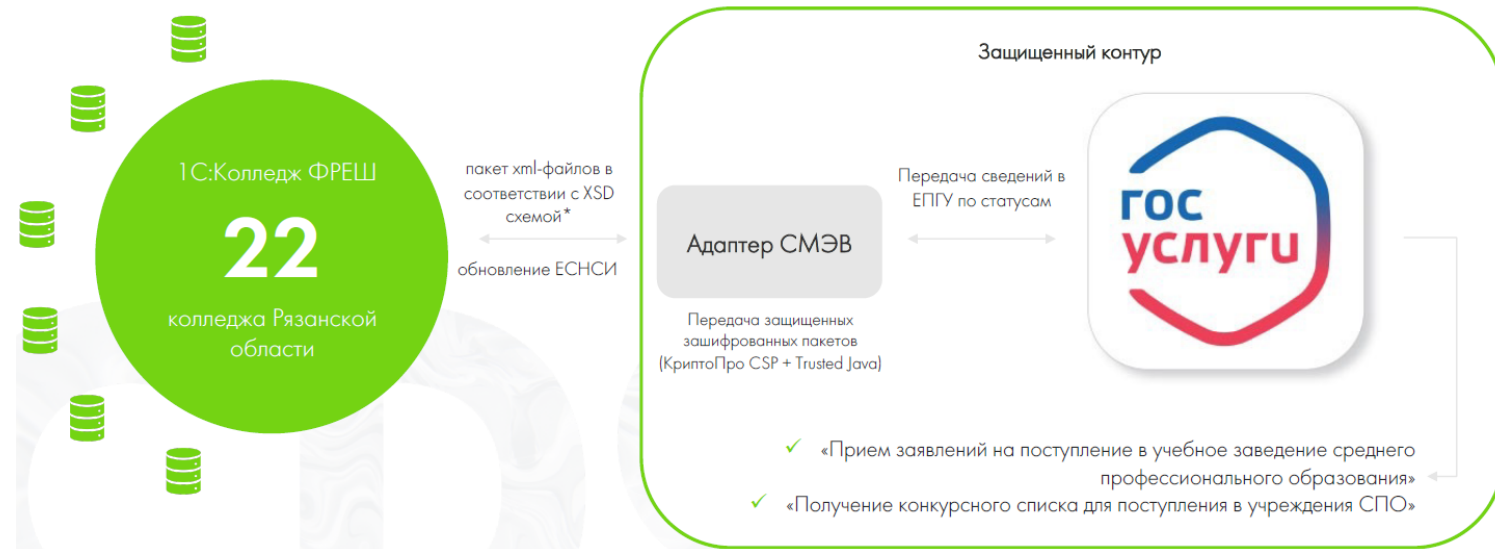 Защищенный контур
1С:Колледж ФРЕШ
22
колледжа Рязанской
области
пакет xml-файлов в
соответствии с XSD
схемой*
обновление ЕСНСИ
Адаптер СМЭВ
Передача защищенных
зашифрованных пакетов
(КриптоПро CSP + Trusted Java)
Передача сведений в
ЕПГУ по статусам
гос
услуги
«Прием заявлений на поступление в учебное заведение среднего
профессионального образования»
«Получение конкурсного списка для поступления в учреждения СПО»